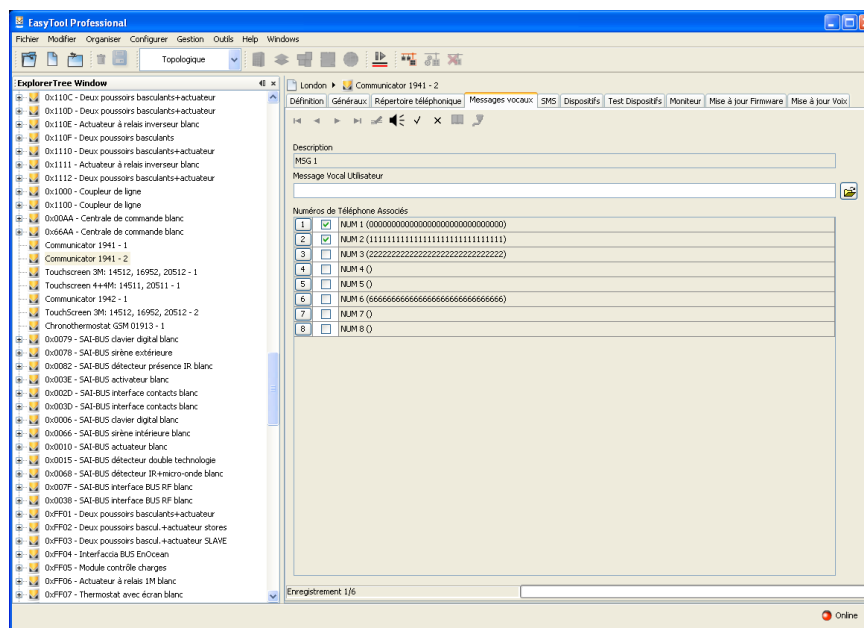 EasyTool Professional
Fichier Modifier Organiser Configurer Gestion Outils Help Windows
Topologique
ExplorerTree Window
0x110C - Deux poussoirs basculants+actuateur
0x110D - Deux poussoirs basculants+actuateur
0x110E - Actuateur à relais inverseur blanc
0x110F - Deux poussoirs basculants
0x1110 - Deux poussoirs basculants+actuateur
0x1111 - Actuateur à relais inverseur blanc
0x1112 - Deux poussoirs basculants+actuateur
0x1000 - Coupleur de ligne
0x1100 - Coupleur de ligne
0x00AA - Centrale de commande blanc
0x66AA - Centrale de commande blanc
Communicator 1941 - 1
Communicator 1941 - 2
Touchscreen 3M: 14512, 16952, 20512 - 1
Touchscreen 4+4M: 14511, 20511 - 1
Communicator 1942 - 1
TouchScreen 3M: 14512, 16952, 20512 - 2
Chronothermostat GSM 01913 - 1
0x0079 - SAI-BUS clavier digital blanc
0x0078 - SAI-BUS sirène extérieure
0x0082 - SAI-BUS détecteur présence IR blanc
0x003E - SAI-BUS activateur blanc
0x002D - SAI-BUS interface contacts blanc
0x003D - SAI-BUS interface contacts blanc
0x0006 - SAI-BUS clavier digital blanc
0x0066 - SAI-BUS sirène intérieure blanc
0x0010 - SAI-BUS actuateur blanc
0x0015 - SAI-BUS détecteur double technologie
0x0068 - SAI-BUS détecteur IR+micro-onde blanc
0x007F - SAI-BUS interface BUS RF blanc
0x0038 - SAI-BUS interface BUS RF blanc
0xFF01 - Deux poussoirs basculants+actuateur
0xFF02 - Deux poussoirs bascul.+actuateur stores
0xFF03 - Deux poussoirs bascul.+actuateur SLAVE
0xFF04 - Interfaccia BUS EnOcean
0xFF05 - Module contrôle charges
0xFF06 - Actuateur à relais 1M blanc
0xFF07 - Thermostat avec écran blanc
London Communicator 1941 - 2
Définition Généraux Répertoire téléphonique Messages vocaux SMS Dispositifs Test Dispositifs Moniteur Mise à jour Firmware Mise à jour Voix
Description
MSG 1
Message Vocal Utilisateur
Numéros de Téléphone Associés
1 NUM 1 (00000000000000000000000000000)
2 NUM 2 (11111111111111111111111111111)
3 NUM 3 (22222222222222222222222222222)
4 NUM 4 ()
5 NUM 5 ()
6 NUM 6 (66666666666666666666666666666)
7 NUM 7 ()
8 NUM 8 ()
Enregistrement 1/6
Online